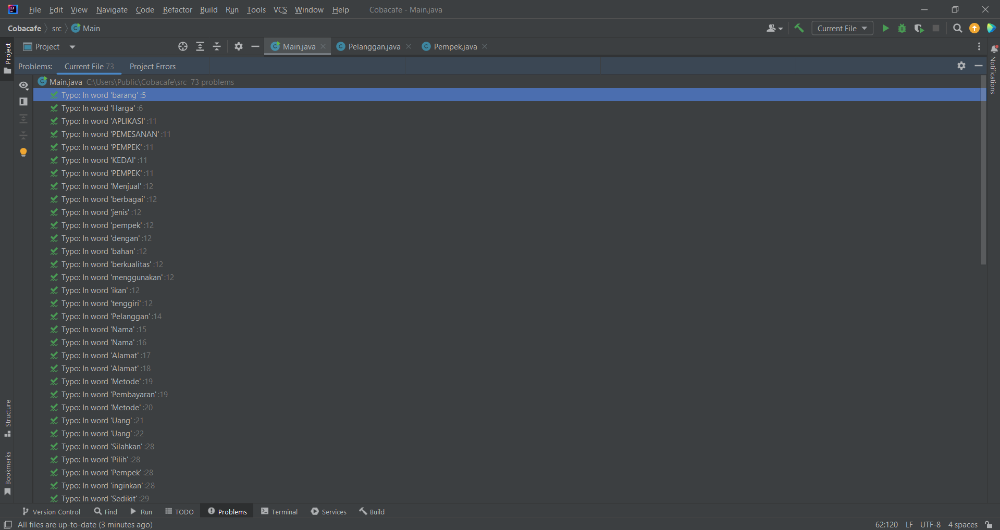 File Edit View Navigate Code Refactor Build Run Tools VCS Window Help Cobacafe - Main.java
Cobacafe src Main Current File
Project Project Main.java Pelanggan.java Pempek.java
Notifications
Problems: Current File 73 Project Errors
Main.java C:\Users\Public\Cobacafe\src 73 problems
Typo: In word 'barang' :5
Typo: In word 'Harga' :6
Typo: In word 'APLIKASI' :11
Typo: In word 'PEMESANAN' :11
Typo: In word 'PEMPEK' :11
Typo: In word 'KEDAI' :11
Typo: In word 'PEMPEK' :11
Typo: In word 'Menjual' :12
Typo: In word 'berbagai' :12
Typo: In word 'jenis' :12
Typo: In word 'pempek' :12
Typo: In word 'dengan' :12
Typo: In word 'bahan' :12
Typo: In word 'berkualitas' :12
Typo: In word 'menggunakan' :12
Typo: In word 'ikan' :12
Typo: In word 'tenggiri' :12
Typo: In word 'Pelanggan' :14
Typo: In word 'Nama' :15
Typo: In word 'Nama' :16
Typo: In word 'Alamat' :17
Typo: In word 'Alamat' :18
Typo: In word 'Metode' :19
Typo: In word 'Pembayaran' :19
Typo: In word 'Metode' :20
Typo: In word 'Uang' :21
Typo: In word 'Uang' :22
Typo: In word 'Silahkan' :28
Typo: In word 'Pilih' :28
Typo: In word 'Pempek' :28
Typo: In word 'inginkan' :28
Typo: In word 'Sedikit' :29
Structure
Bookmarks
Version Control Find Run TODO Problems Terminal Services Build
All files are up-to-date (3 minutes ago) 62:120 LF UTF-8 4 spaces